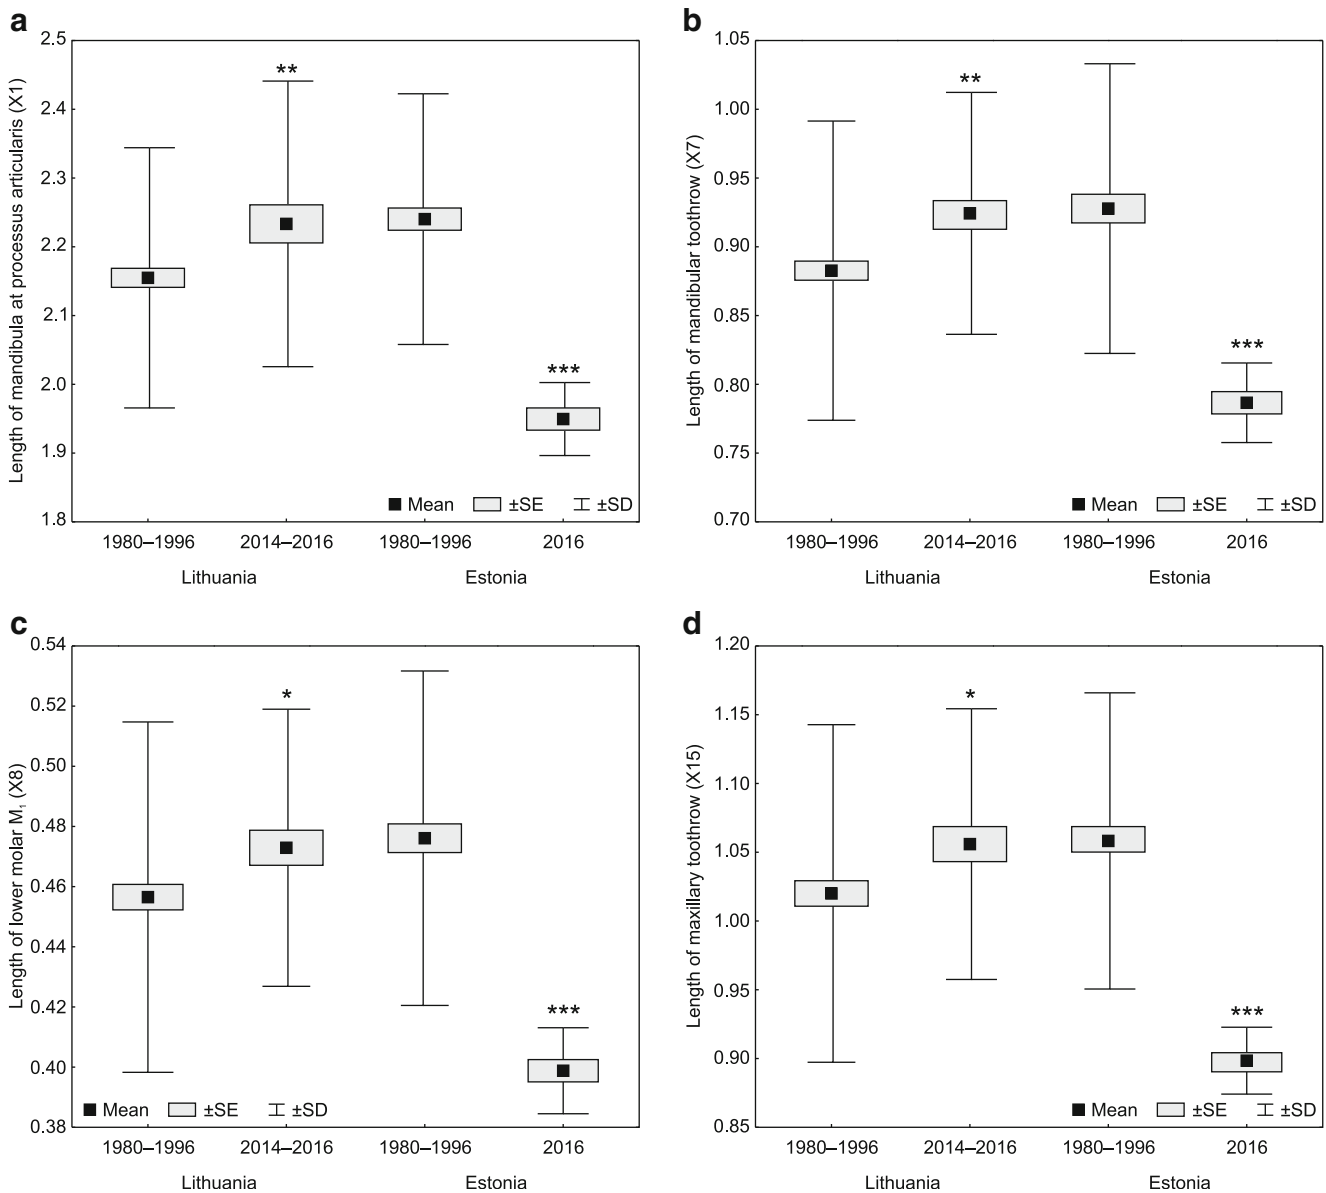 a
2.5
2.4
2.3
2.2
2.1
2.0
1.9
1.8
Length of mandibula at processus articularis (X1)
**
***
Mean ±SE ±SD
1980–1996 2014–2016 1980–1996 2016
Lithuania Estonia
b
1.05
1.00
0.95
0.90
0.85
0.80
0.75
0.70
Length of mandibular toothrow (X7)
**
***
Mean ±SE ±SD
1980–1996 2014–2016 1980–1996 2016
Lithuania Estonia
c
0.54
0.52
0.50
0.48
0.46
0.44
0.42
0.40
0.38
Length of lower molar M₁ (X8)
*
***
Mean ±SE ±SD
1980–1996 2014–2016 1980–1996 2016
Lithuania Estonia
d
1.20
1.15
1.10
1.05
1.00
0.95
0.90
0.85
Length of maxillary toothrow (X15)
*
***
Mean ±SE ±SD
1980–1996 2014–2016 1980–1996 2016
Lithuania Estonia